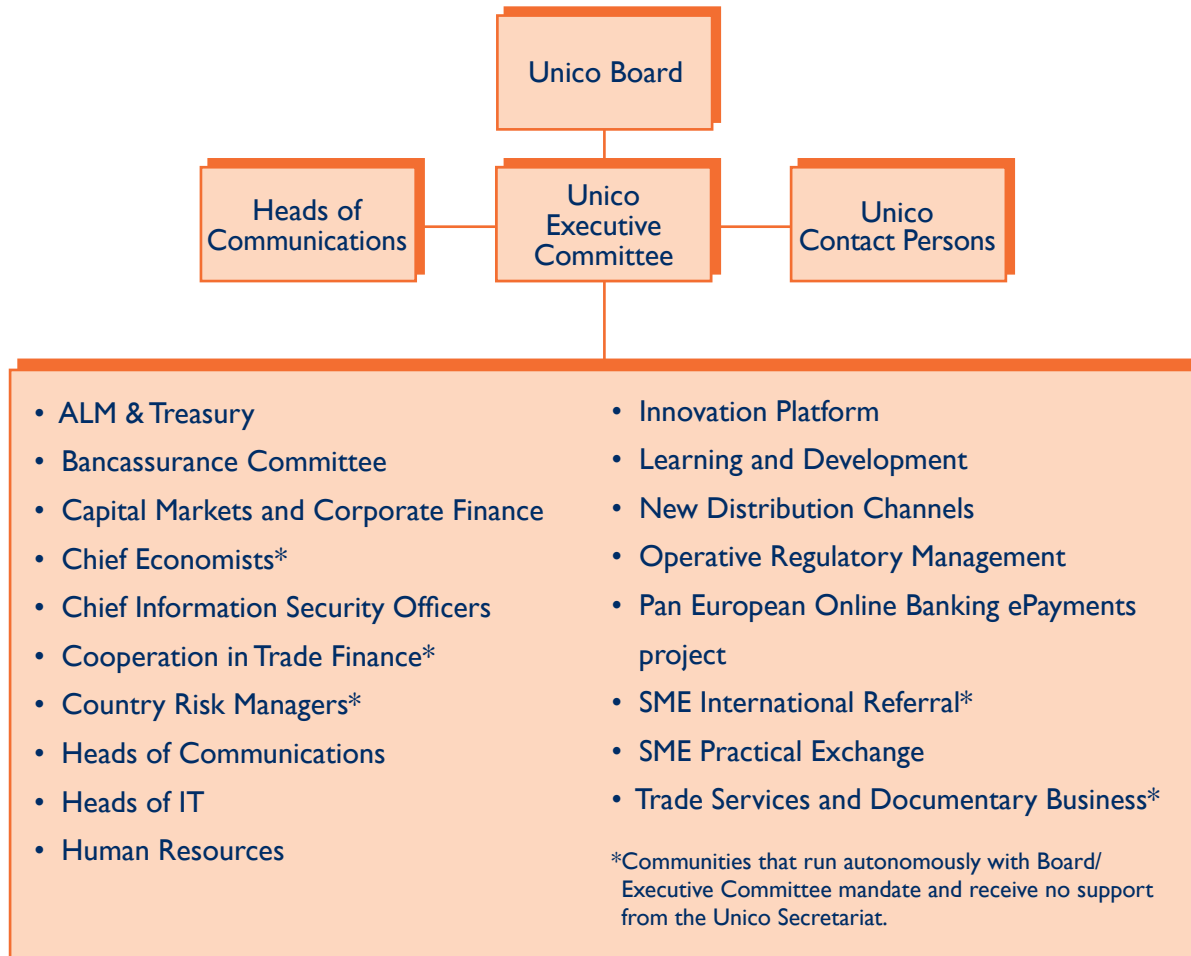 Unico Board
Heads of
Communications
Unico
Executive
Committee
Unico
Contact Persons
• ALM & Treasury
• Bancassurance Committee
• Capital Markets and Corporate Finance
• Chief Economists*
• Chief Information Security Officers
• Cooperation in Trade Finance*
• Country Risk Managers*
• Heads of Communications
• Heads of IT
• Human Resources
• Innovation Platform
• Learning and Development
• New Distribution Channels
• Operative Regulatory Management
• Pan European Online Banking ePayments
project
• SME International Referral*
• SME Practical Exchange
• Trade Services and Documentary Business*
*Communities that run autonomously with Board/
Executive Committee mandate and receive no support
from the Unico Secretariat.